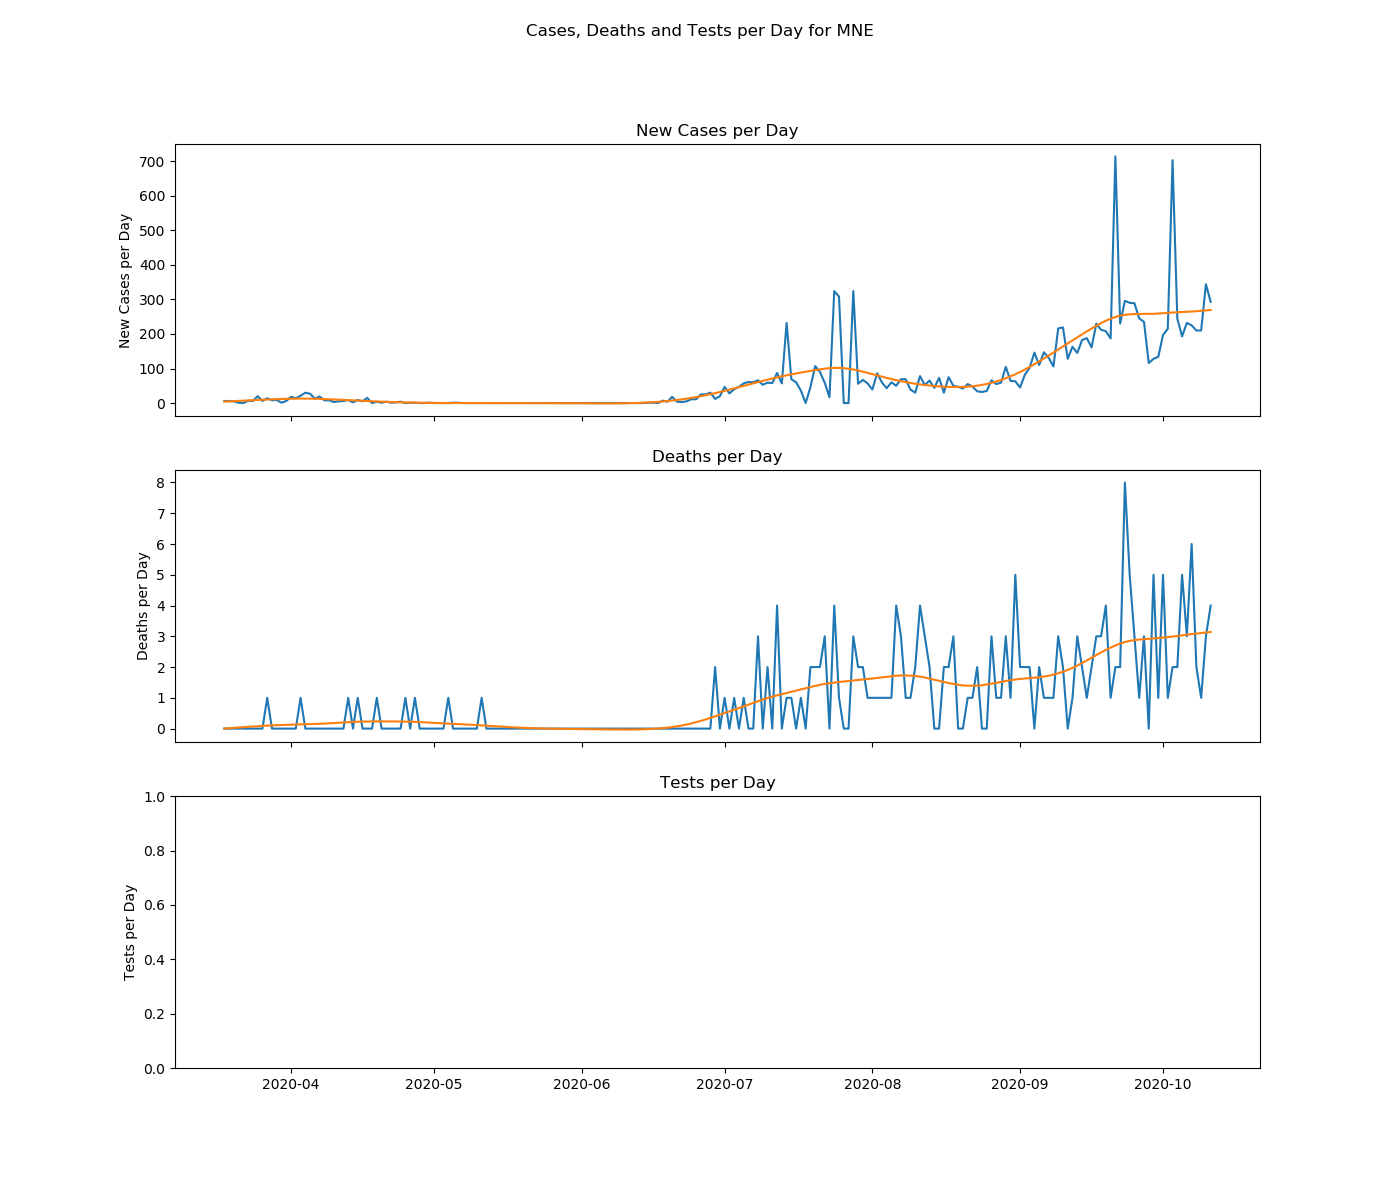 Cases, Deaths and Tests per Day for MNE
New Cases per Day
New Cases per Day
700
600
500
400
300
200
100
0
Deaths per Day
Deaths per Day
8
7
6
5
4
3
2
1
0
Tests per Day
Tests per Day
1.0
0.8
0.6
0.4
0.2
0.0
2020-04 2020-05 2020-06 2020-07 2020-08 2020-09 2020-10